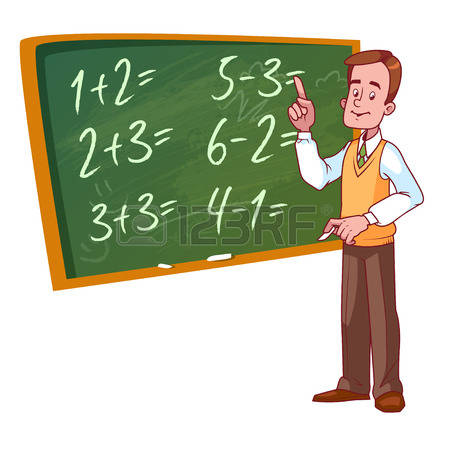 1+2= 5-3=
2+3= 6-2=
3+3= 4-1=
123RF